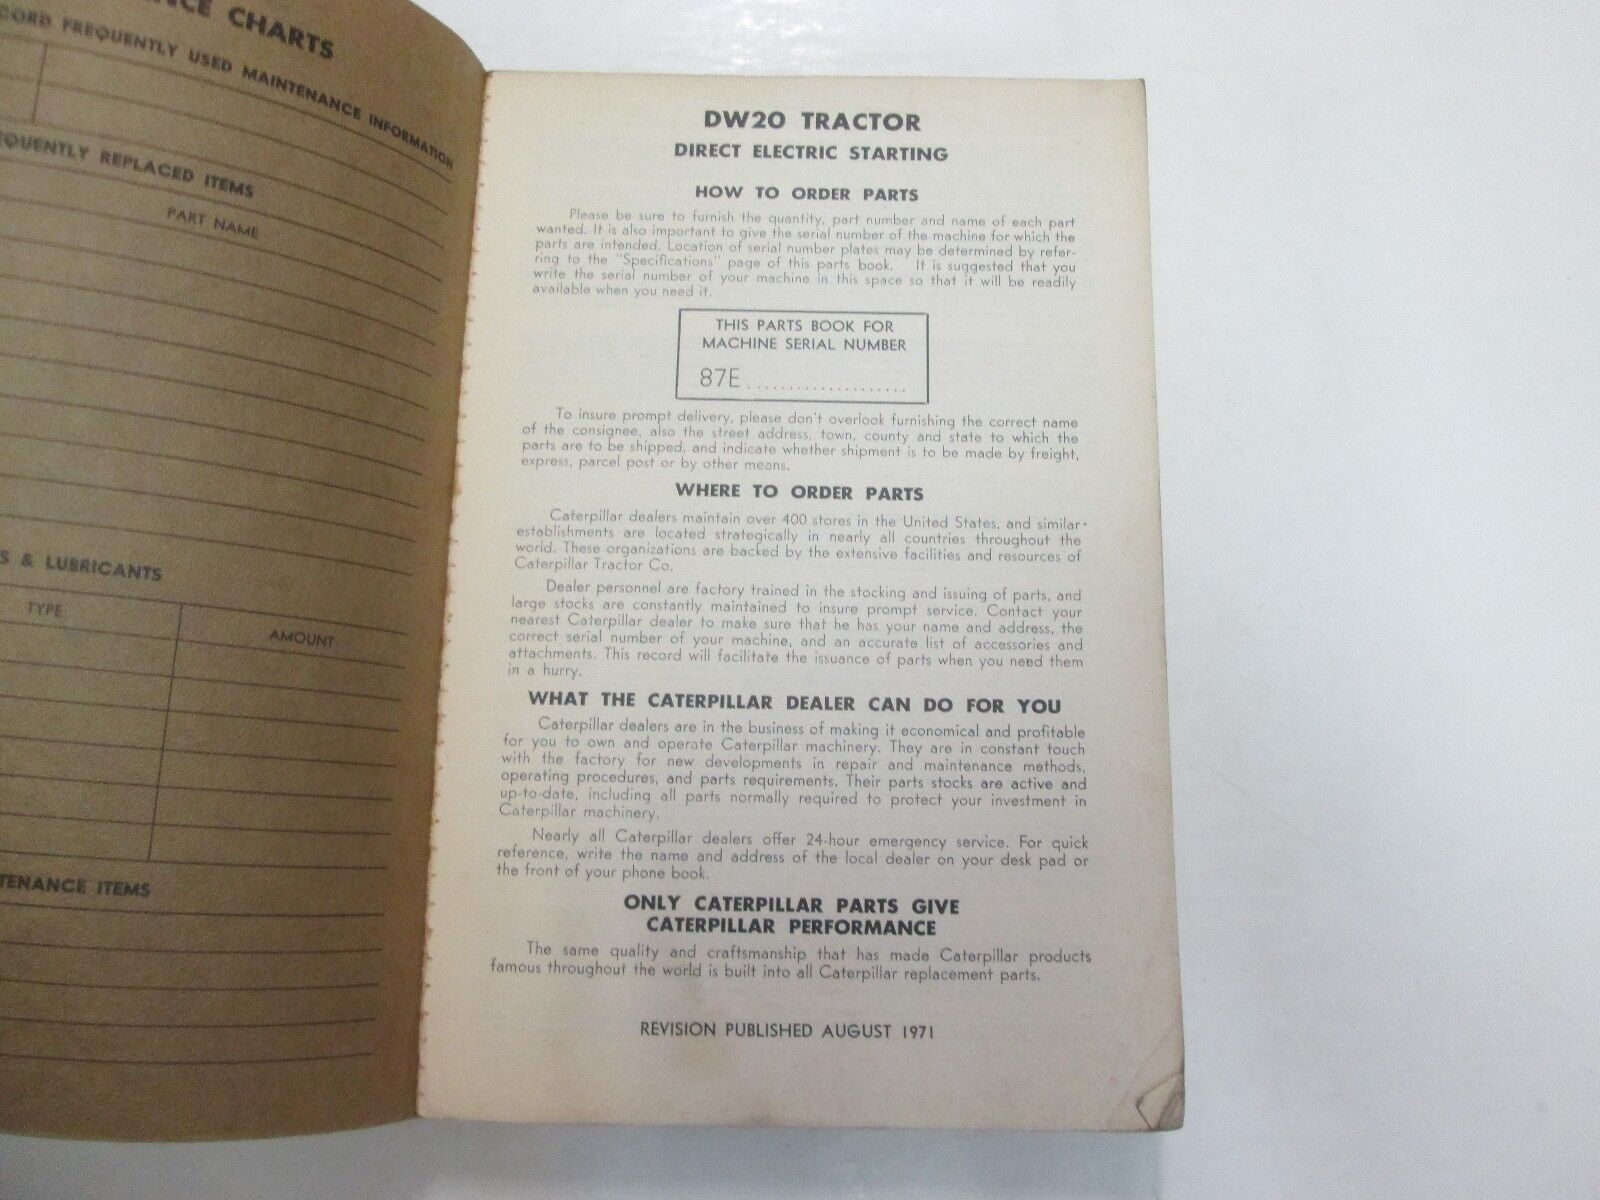 CHARTS
FREQUENTLY USED MAINTENANCE INFORMATION
REPLACED ITEMS
PART NAME
& LUBRICANTS
TYPE
AMOUNT
ITEMS
DW20 TRACTOR
DIRECT ELECTRIC STARTING
HOW TO ORDER PARTS
Please be sure to furnish the quantity, part number and name of each part
wanted. It is also important to give the serial number of the machine for which the
parts are intended. Location of serial number plates may be determined by refer-
ring to the "Specifications" page of this parts book. It is suggested that you
write the serial number of your machine in this space so that it will be readily
available when you need it.
THIS PARTS BOOK FOR
MACHINE SERIAL NUMBER
87E....................
To insure prompt delivery, please don't overlook furnishing the correct name
of the consignee, also the street address, town, county and state to which the
parts are to be shipped, and indicate whether shipment is to be made by freight,
express, parcel post or by other means.
WHERE TO ORDER PARTS
Caterpillar dealers maintain over 400 stores in the United States, and similar
establishments are located strategically in nearly all countries throughout the
world. These organizations are backed by the extensive facilities and resources of
Caterpillar Tractor Co.
Dealer personnel are factory trained in the stocking and issuing of parts, and
large stocks are constantly maintained to insure prompt service. Contact your
nearest Caterpillar dealer to make sure that he has your name and address, the
correct serial number of your machine, and an accurate list of accessories and
attachments. This record will facilitate the issuance of parts when you need them
in a hurry.
WHAT THE CATERPILLAR DEALER CAN DO FOR YOU
Caterpillar dealers are in the business of making it economical and profitable
for you to own and operate Caterpillar machinery. They are in constant touch
with the factory for new developments in repair and maintenance methods,
operating procedures, and parts requirements. Their parts stocks are active and
up-to-date, including all parts normally required to protect your investment in
Caterpillar machinery.
Nearly all Caterpillar dealers offer 24-hour emergency service. For quick
reference, write the name and address of the local dealer on your desk pad or
the front of your phone book.
ONLY CATERPILLAR PARTS GIVE
CATERPILLAR PERFORMANCE
The same quality and craftsmanship that has made Caterpillar products
famous throughout the world is built into all Caterpillar replacement parts.
REVISION PUBLISHED AUGUST 1971